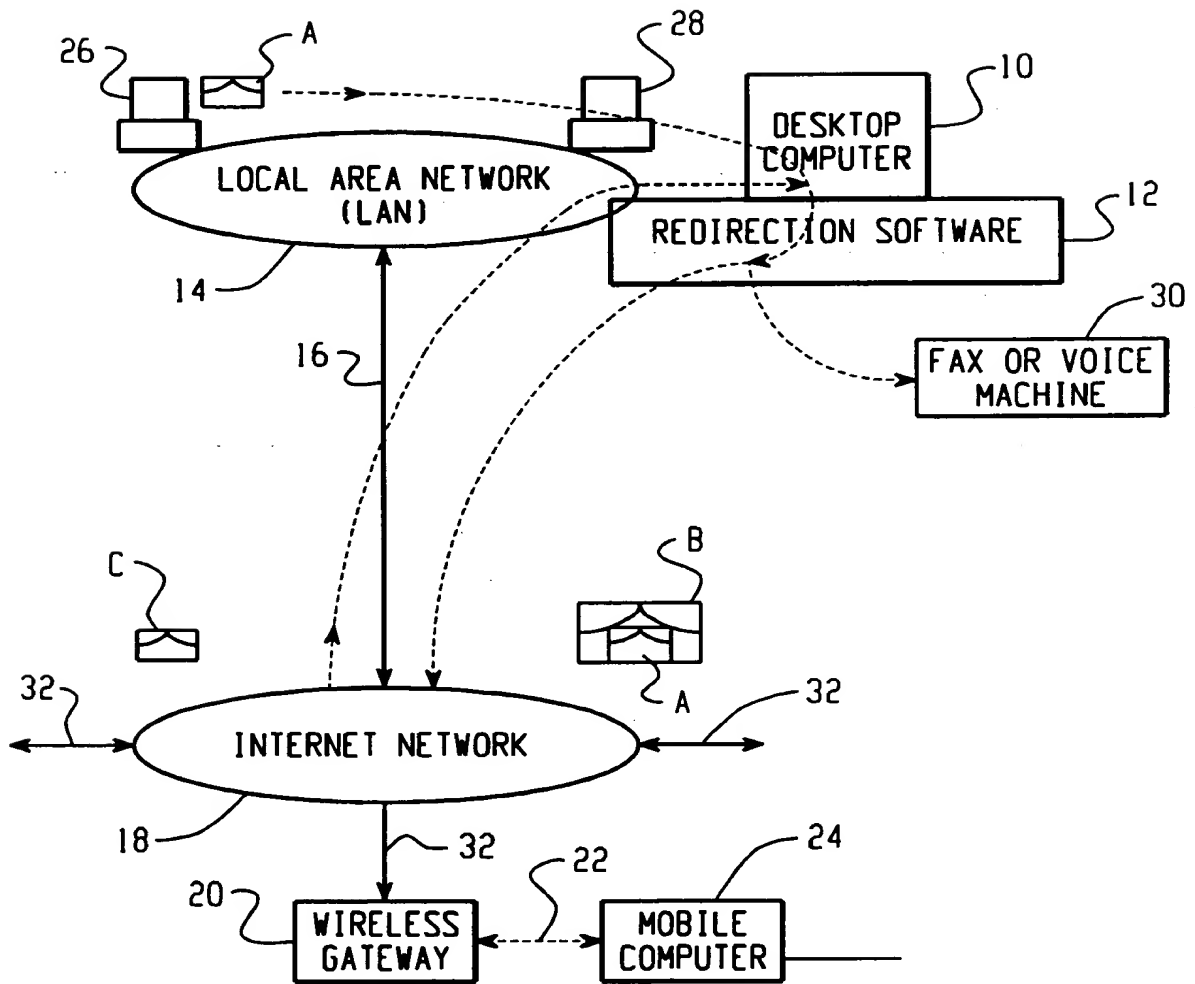 26
A
28
10
DESKTOP
COMPUTER
LOCAL AREA NETWORK
(LAN)
12
REDIRECTION SOFTWARE
14
30
16
FAX OR VOICE
MACHINE
C
B
A
32
32
INTERNET NETWORK
18
32
22
24
20
WIRELESS
GATEWAY
MOBILE
COMPUTER